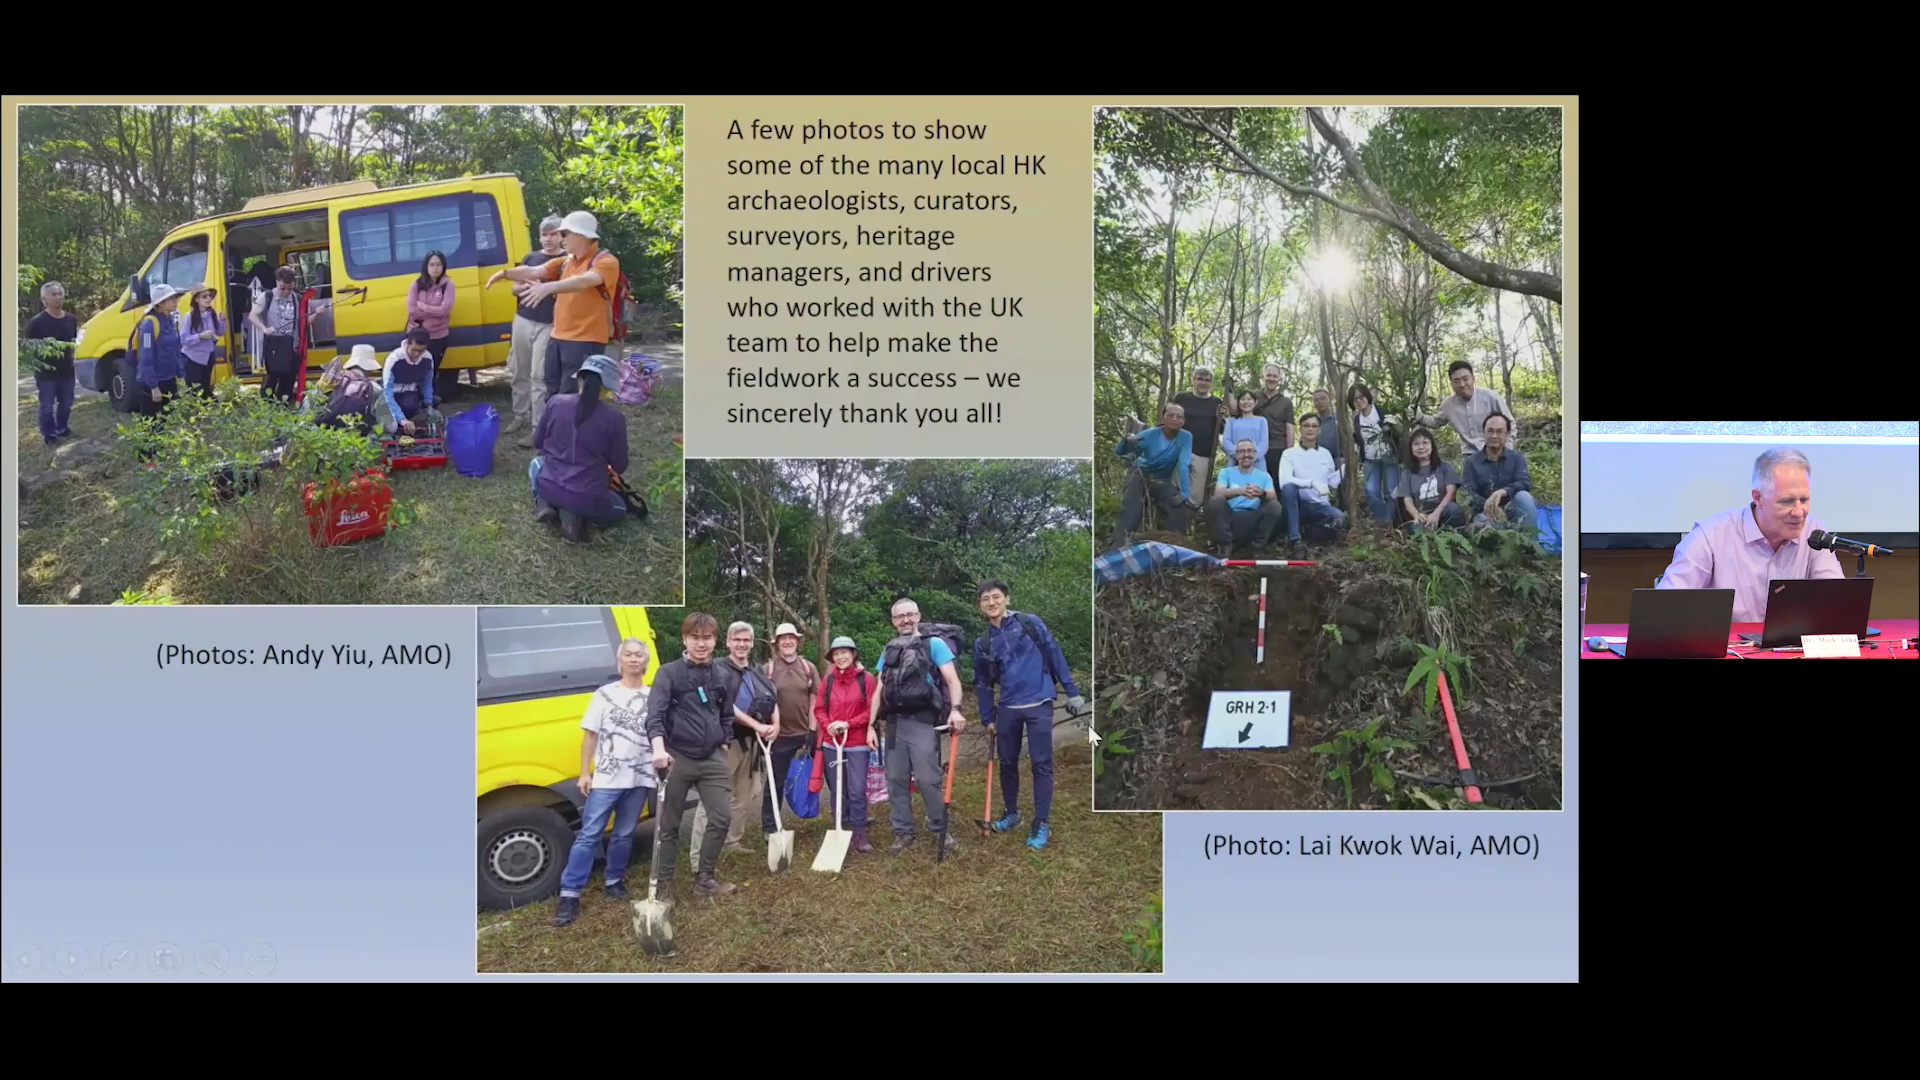 A few photos to show
some of the many local HK
archaeologists, curators,
surveyors, heritage
managers, and drivers
who worked with the UK
team to help make the
fieldwork a success – we
sincerely thank you all!
Leica
GRH 2·1
(Photos: Andy Yiu, AMO)
(Photo: Lai Kwok Wai, AMO)